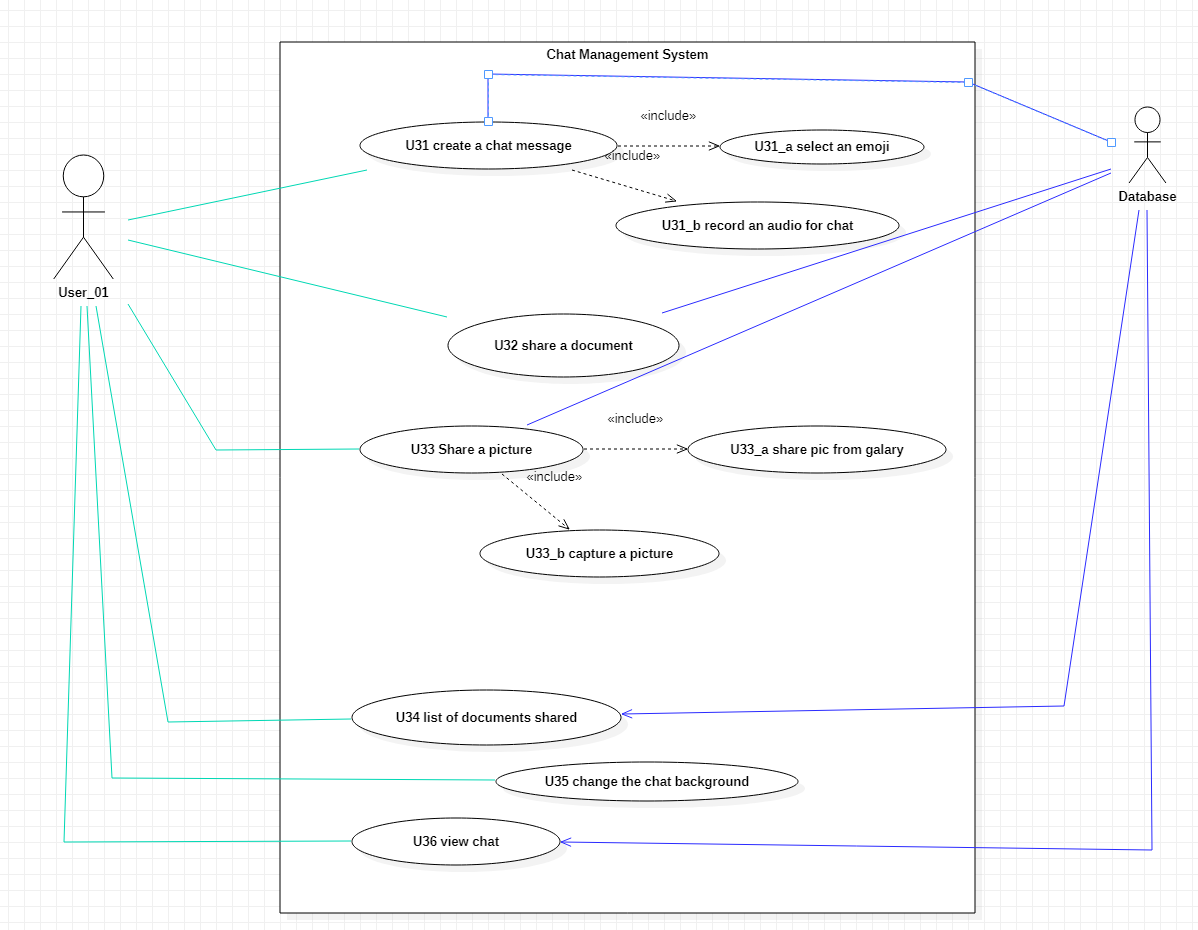 Chat Management System
«include»
U31 create a chat message
U31_a select an emoji
«include»
Database
U31_b record an audio for chat
User_01
U32 share a document
«include»
U33 Share a picture
U33_a share pic from galary
«include»
U33_b capture a picture
U34 list of documents shared
U35 change the chat background
U36 view chat